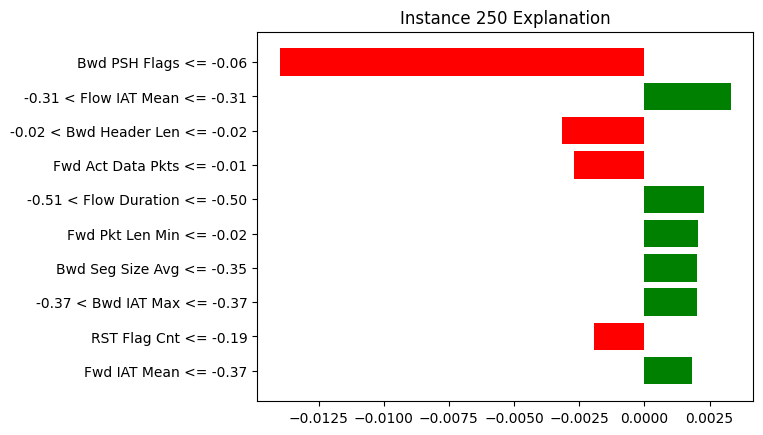 Instance 250 Explanation
Bwd PSH Flags <= -0.06
-0.31 < Flow IAT Mean <= -0.31
-0.02 < Bwd Header Len <= -0.02
Fwd Act Data Pkts <= -0.01
-0.51 < Flow Duration <= -0.50
Fwd Pkt Len Min <= -0.02
Bwd Seg Size Avg <= -0.35
-0.37 < Bwd IAT Max <= -0.37
RST Flag Cnt <= -0.19
Fwd IAT Mean <= -0.37
−0.0125 −0.0100 −0.0075 −0.0050 −0.0025 0.0000 0.0025